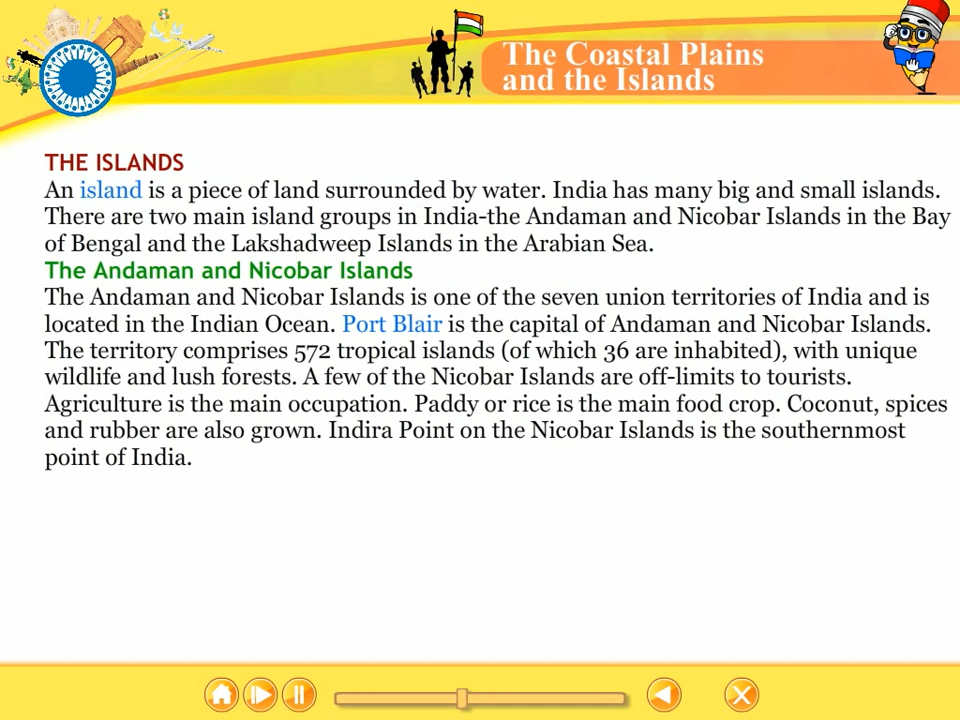 The Coastal Plains
and the Islands
THE ISLANDS
An island is a piece of land surrounded by water. India has many big and small islands.
There are two main island groups in India-the Andaman and Nicobar Islands in the Bay
of Bengal and the Lakshadweep Islands in the Arabian Sea.
The Andaman and Nicobar Islands
The Andaman and Nicobar Islands is one of the seven union territories of India and is
located in the Indian Ocean. Port Blair is the capital of Andaman and Nicobar Islands.
The territory comprises 572 tropical islands (of which 36 are inhabited), with unique
wildlife and lush forests. A few of the Nicobar Islands are off-limits to tourists.
Agriculture is the main occupation. Paddy or rice is the main food crop. Coconut, spices
and rubber are also grown. Indira Point on the Nicobar Islands is the southernmost
point of India.